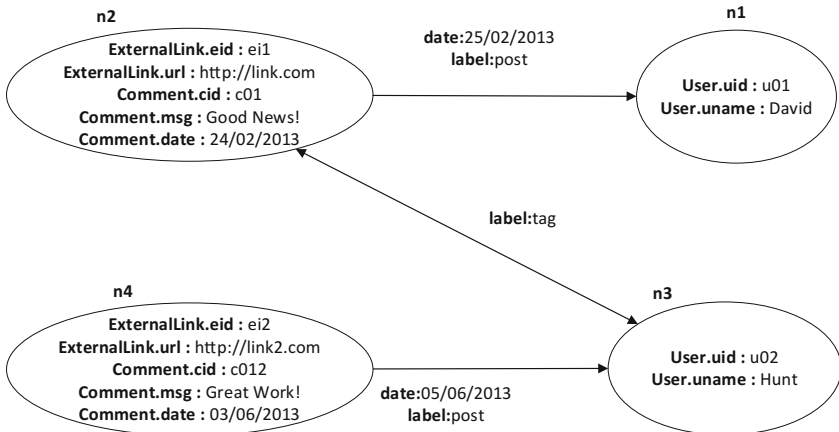 n2
ExternalLink.eid : ei1
ExternalLink.url : http://link.com
Comment.cid : c01
Comment.msg : Good News!
Comment.date : 24/02/2013
date:25/02/2013
label:post
n1
User.uid : u01
User.uname : David
label:tag
n4
ExternalLink.eid : ei2
ExternalLink.url : http://link2.com
Comment.cid : c012
Comment.msg : Great Work!
Comment.date : 03/06/2013
date:05/06/2013
label:post
n3
User.uid : u02
User.uname : Hunt